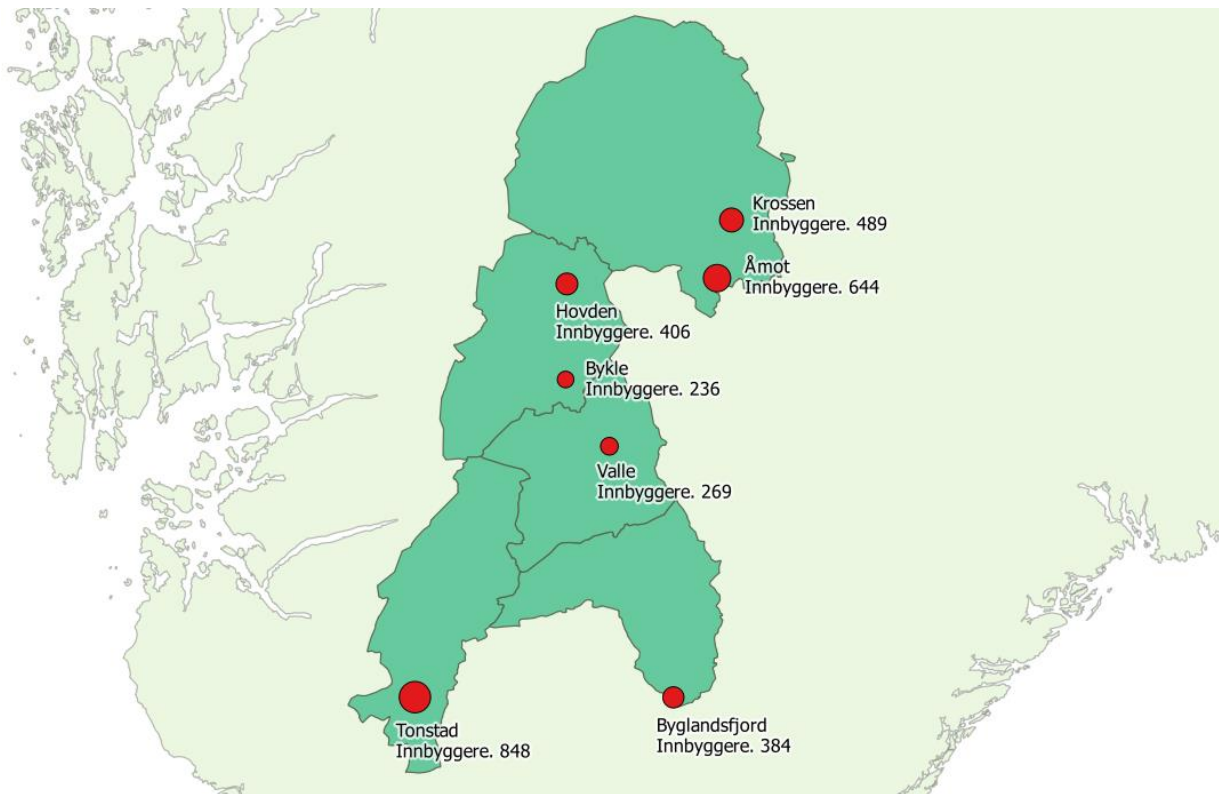 Krossen
Innbyggere. 489
Åmot
Innbyggere. 644
Hovden
Innbyggere. 406
Bykle
Innbyggere. 236
Valle
Innbyggere. 269
Tonstad
Innbyggere. 848
Byglandsfjord
Innbyggere. 384